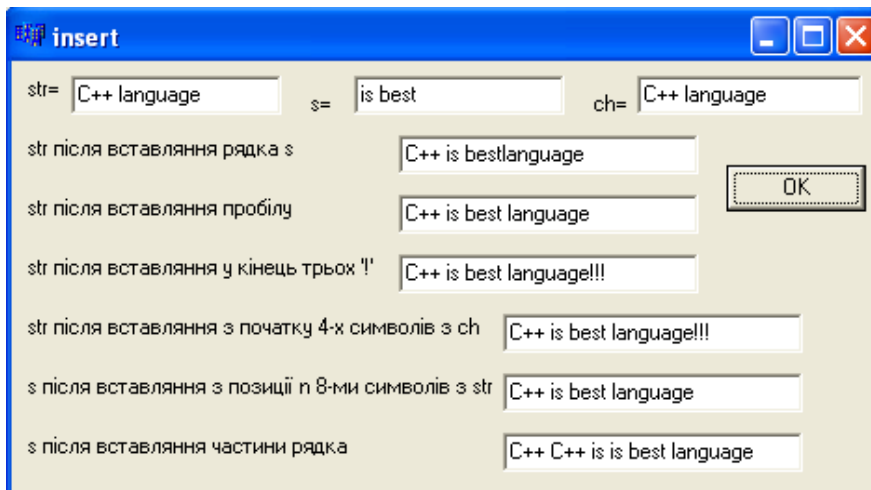 insert
str= C++ language s= is best ch= C++ language
str після вставляння рядка s C++ is bestlanguage
OK
str після вставляння пробілу C++ is best language
str після вставляння у кінець трьох '!' C++ is best language!!!
str після вставляння з початку 4-х символів з ch C++ is best language!!!
s після вставляння з позиції n 8-ми символів з str C++ is best language
s після вставляння частини рядка C++ C++ is is best language